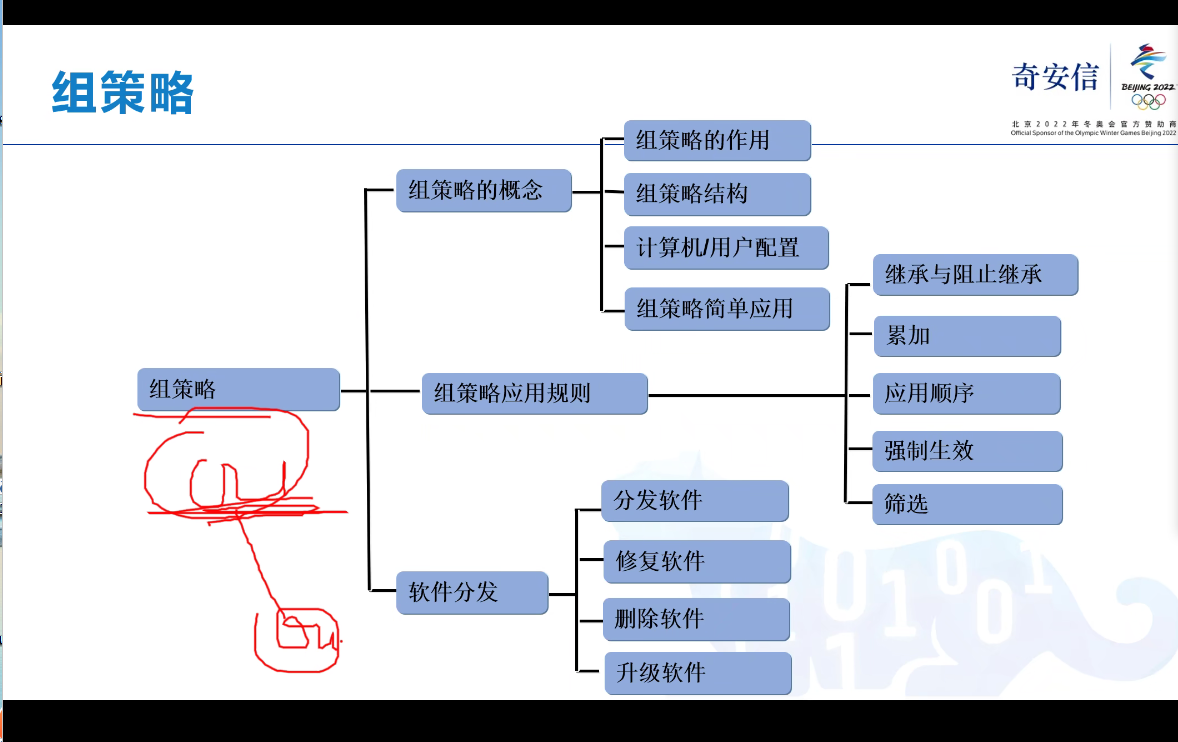 组策略
奇安信
BEIJING 2022
北京2022年冬奥会官方赞助商
Official Sponsor of the Olympic Winter Games Beijing 2022
组策略
组策略的概念
组策略的作用
组策略结构
计算机/用户配置
组策略简单应用
组策略应用规则
继承与阻止继承
累加
应用顺序
强制生效
筛选
软件分发
分发软件
修复软件
删除软件
升级软件